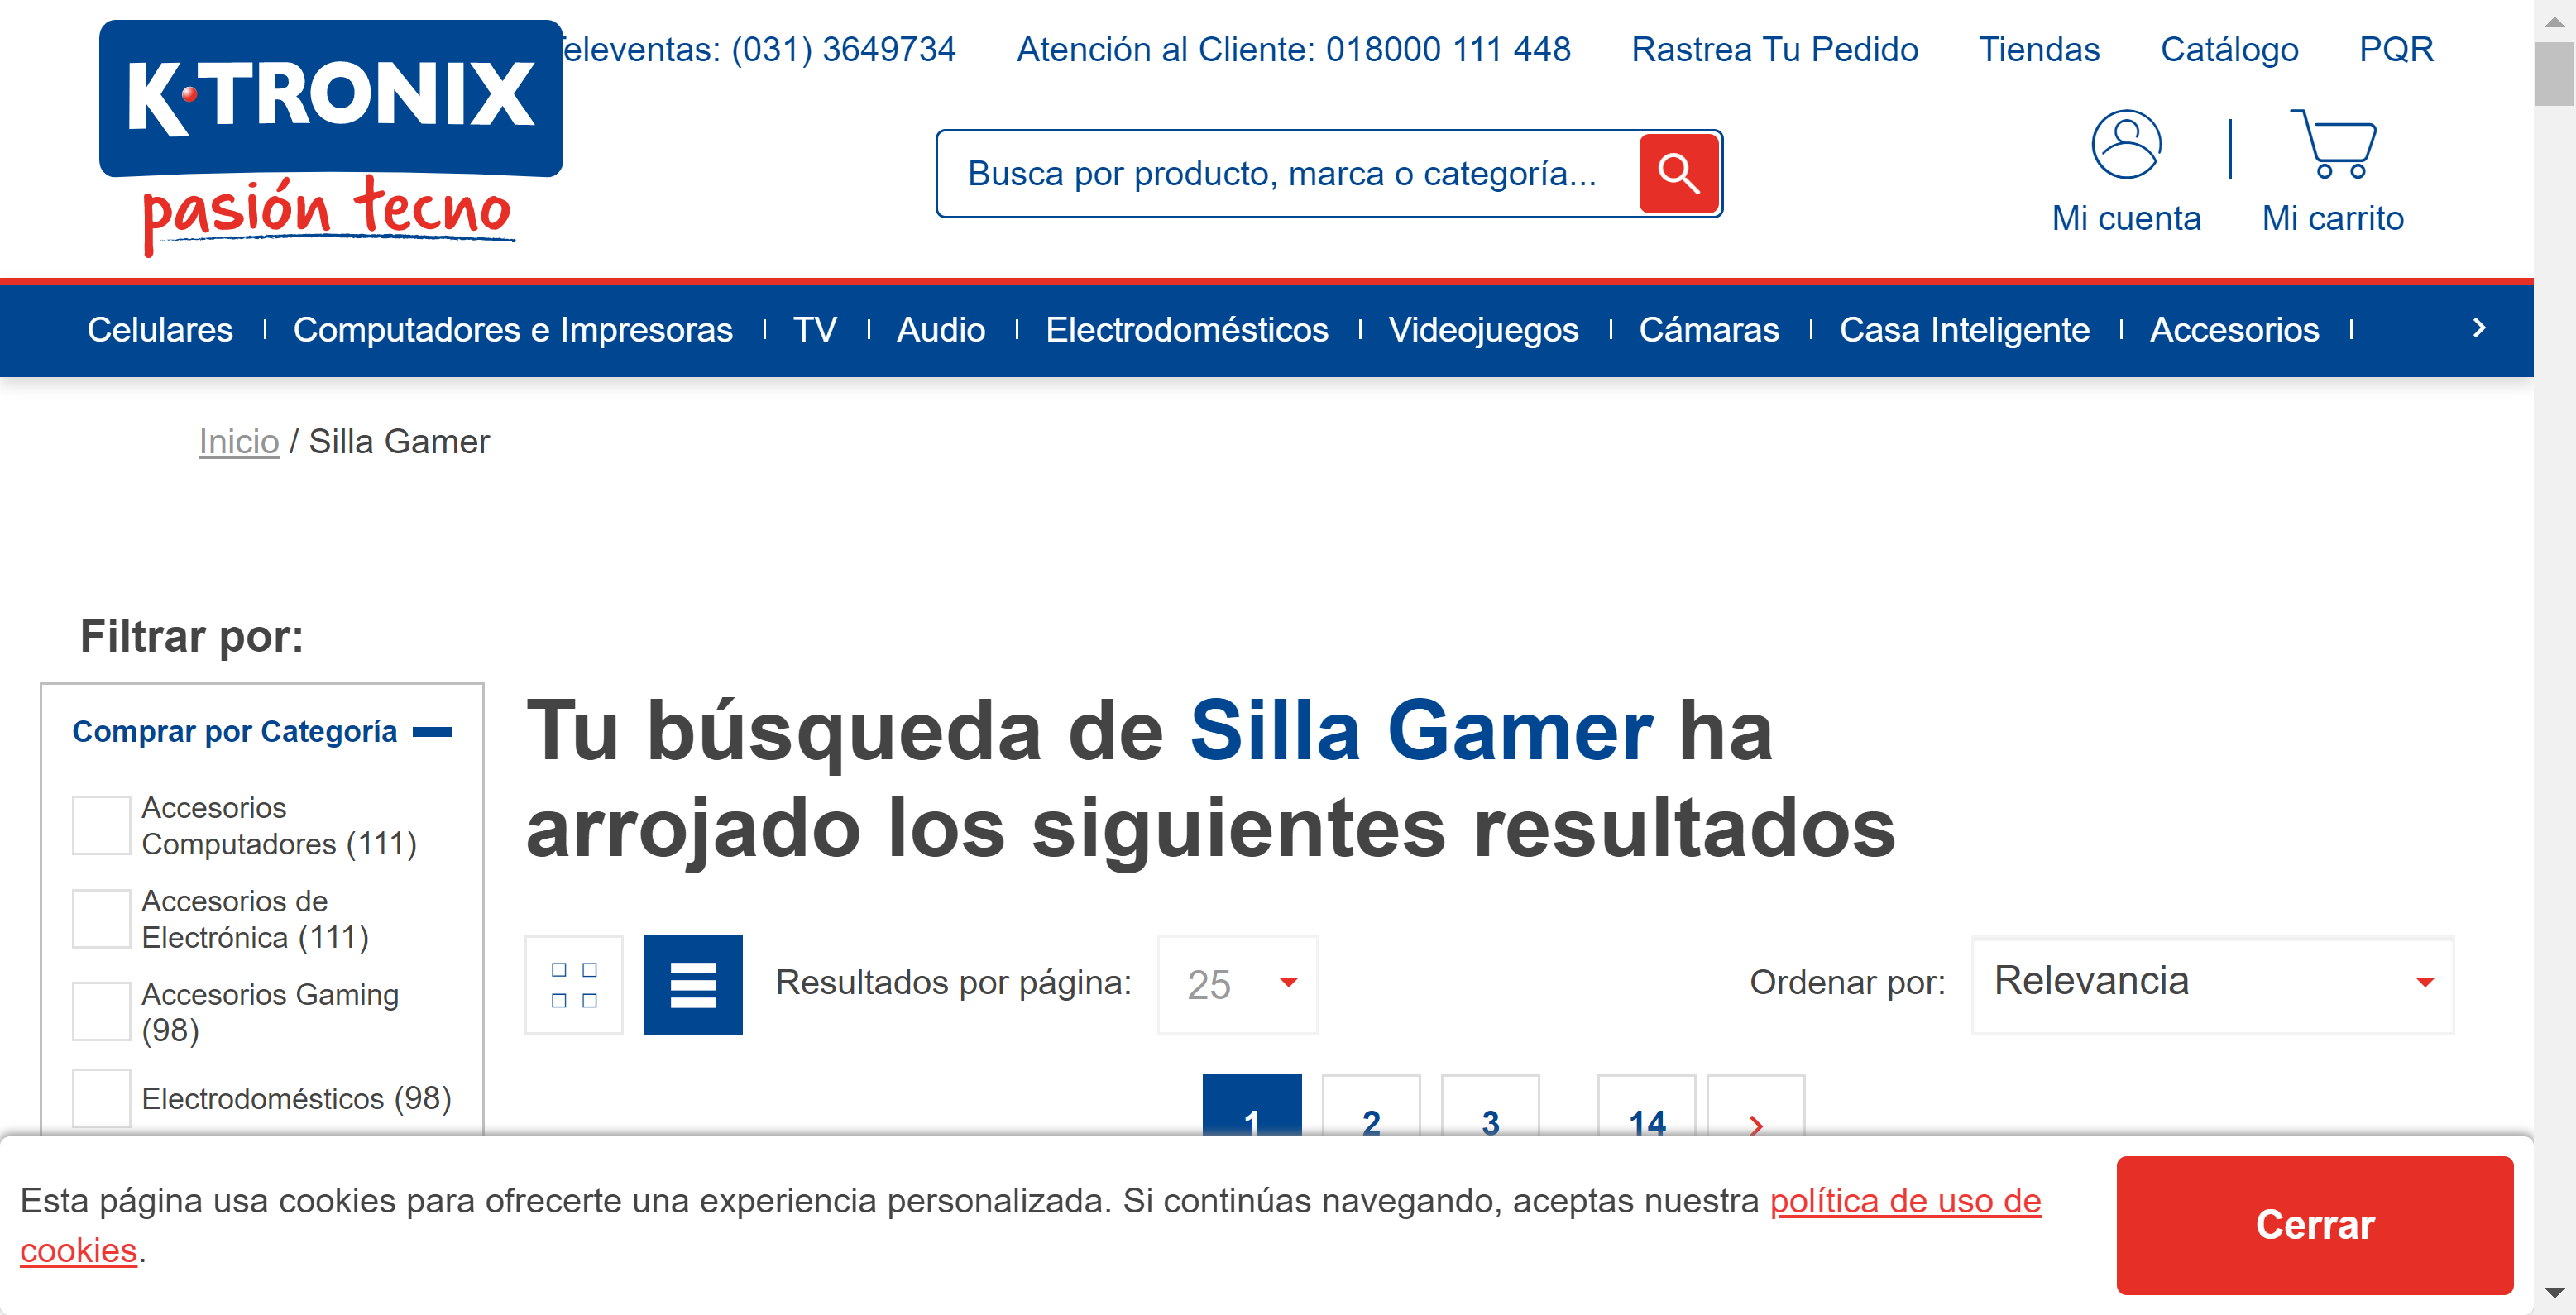 K·TRONIX
pasión tecno
eleventas: (031) 3649734
Atención al Cliente: 018000 111 448
Rastrea Tu Pedido
Tiendas
Catálogo
PQR
Busca por producto, marca o categoría...
Mi cuenta
Mi carrito
Celulares
Computadores e Impresoras
TV
Audio
Electrodomésticos
Videojuegos
Cámaras
Casa Inteligente
Accesorios
Inicio / Silla Gamer
Filtrar por:
Comprar por Categoría
Accesorios
Computadores (111)
Accesorios de
Electrónica (111)
Accesorios Gaming
(98)
Electrodomésticos (98)
Tu búsqueda de Silla Gamer ha
arrojado los siguientes resultados
Resultados por página:
25
Ordenar por:
Relevancia
1
2
3
14
Esta página usa cookies para ofrecerte una experiencia personalizada. Si continúas navegando, aceptas nuestra política de uso de
cookies.
Cerrar